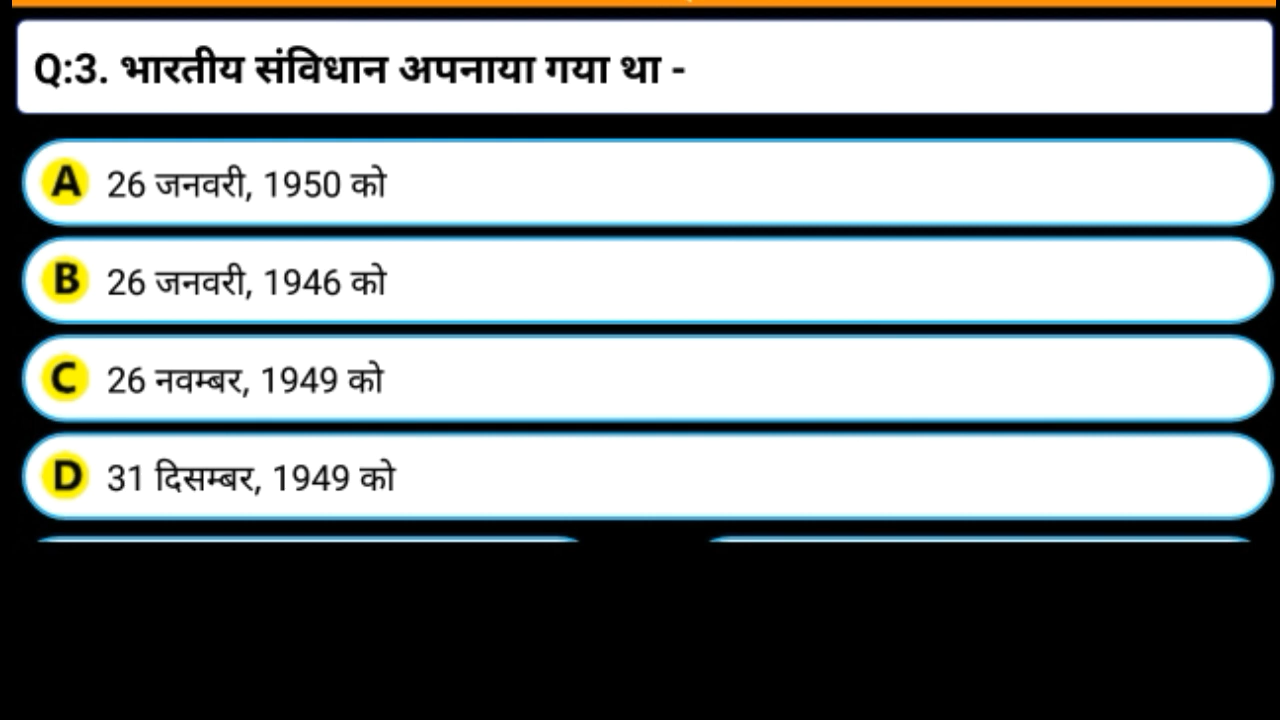 Q:3. भारतीय संविधान अपनाया गया था -
A 26 जनवरी, 1950 को
B 26 जनवरी, 1946 को
C 26 नवम्बर, 1949 को
D 31 दिसम्बर, 1949 को